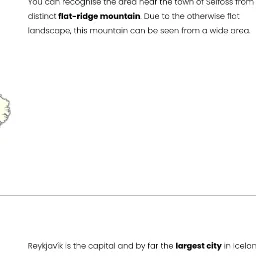 You can recognise the area near the town of Selfoss from
distinct flat-ridge mountain. Due to the otherwise flat
landscape, this mountain can be seen from a wide area.
Reykjavík is the capital and by far the largest city in Icelan